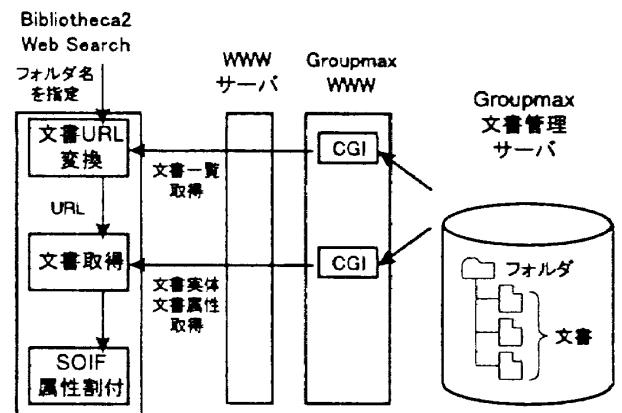 Bibliotheca2
Web Search
フォルダ名
を指定
WWW
サーバ
Groupmax
WWW
Groupmax
文書管理
サーバ
文書URL
変換
CGI
文書一覧
取得
URL
文書取得
CGI
文書実体
文書属性
取得
フォルダ
文書
SOIF
属性割付